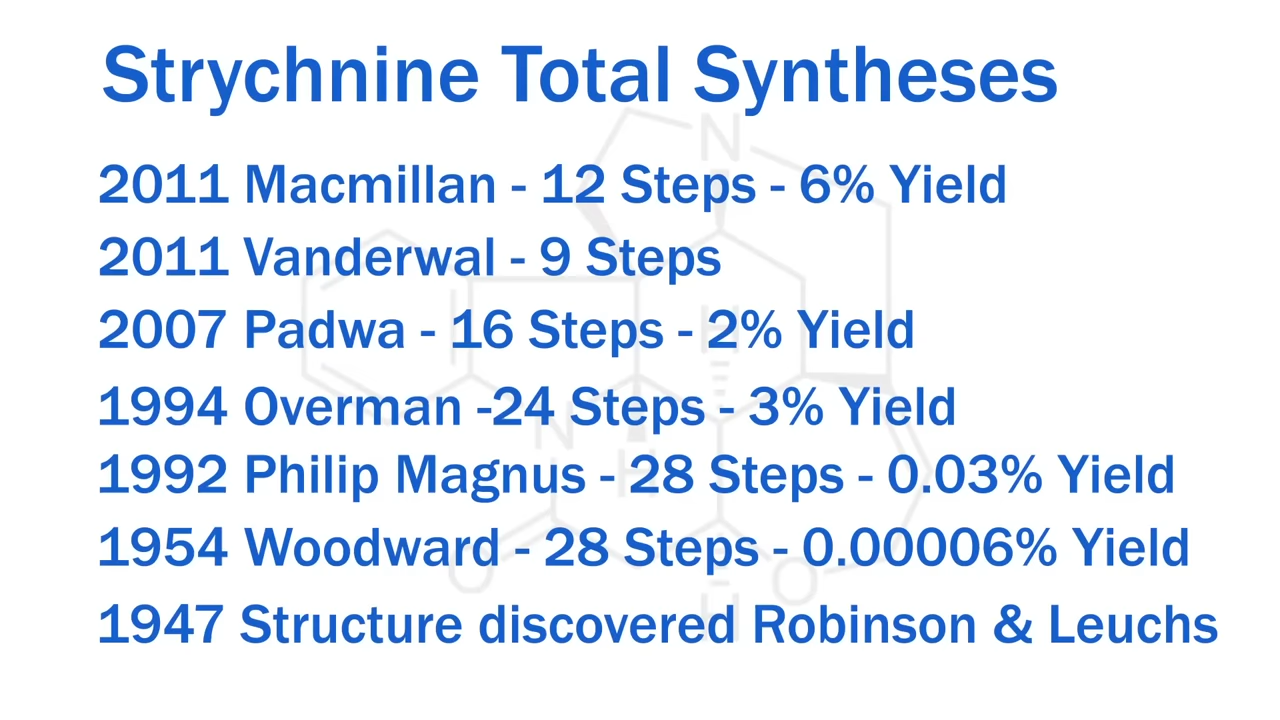 Strychnine Total Syntheses
2011 Macmillan - 12 Steps - 6% Yield
2011 Vanderwal - 9 Steps
2007 Padwa - 16 Steps - 2% Yield
1994 Overman -24 Steps - 3% Yield
1992 Philip Magnus - 28 Steps - 0.03% Yield
1954 Woodward - 28 Steps - 0.00006% Yield
1947 Structure discovered Robinson & Leuchs
N
H
N
H
O
O
H